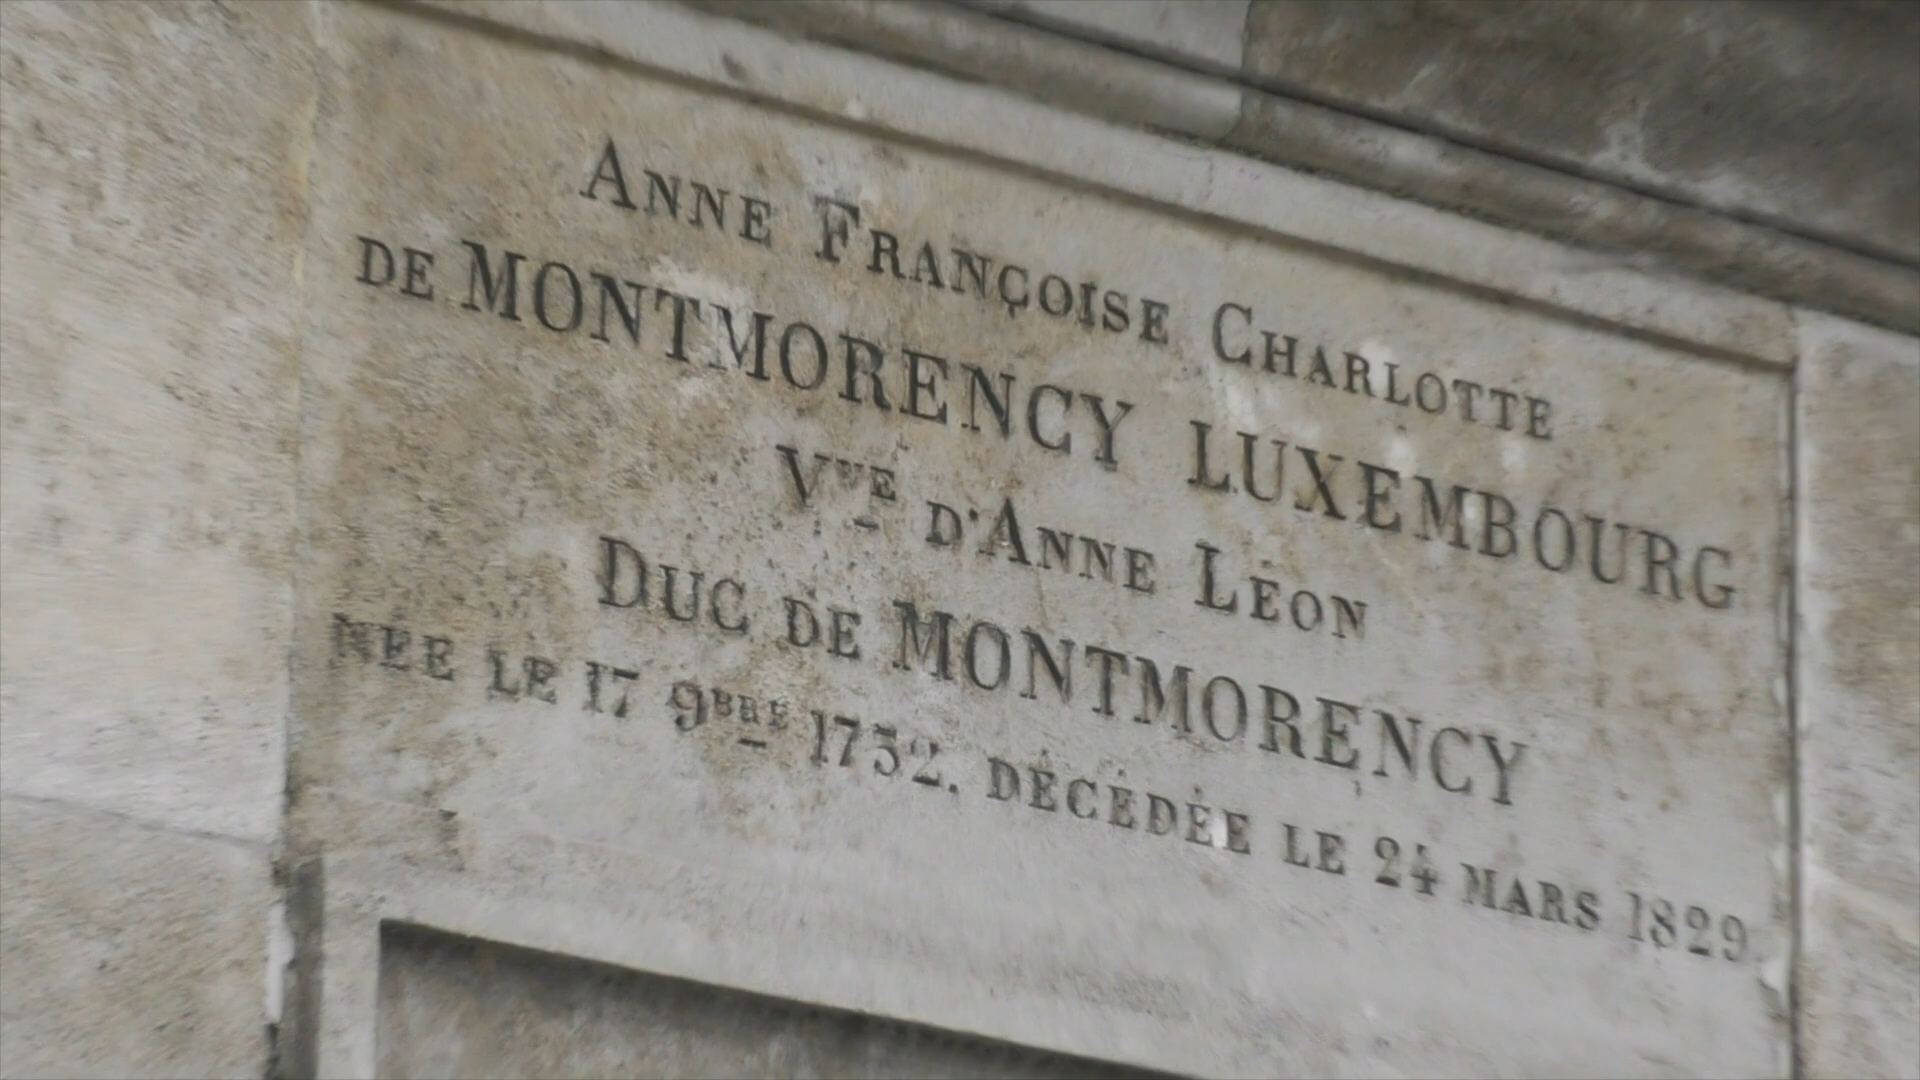 ANNE FRANÇOISE CHARLOTTE
DE MONTMORENCY LUXEMBOURG
VVE D'ANNE LÉON
DUC DE MONTMORENCY
NÉE LE 17 9BRE 1752. DÉCÉDÉE LE 24 MARS 1829.